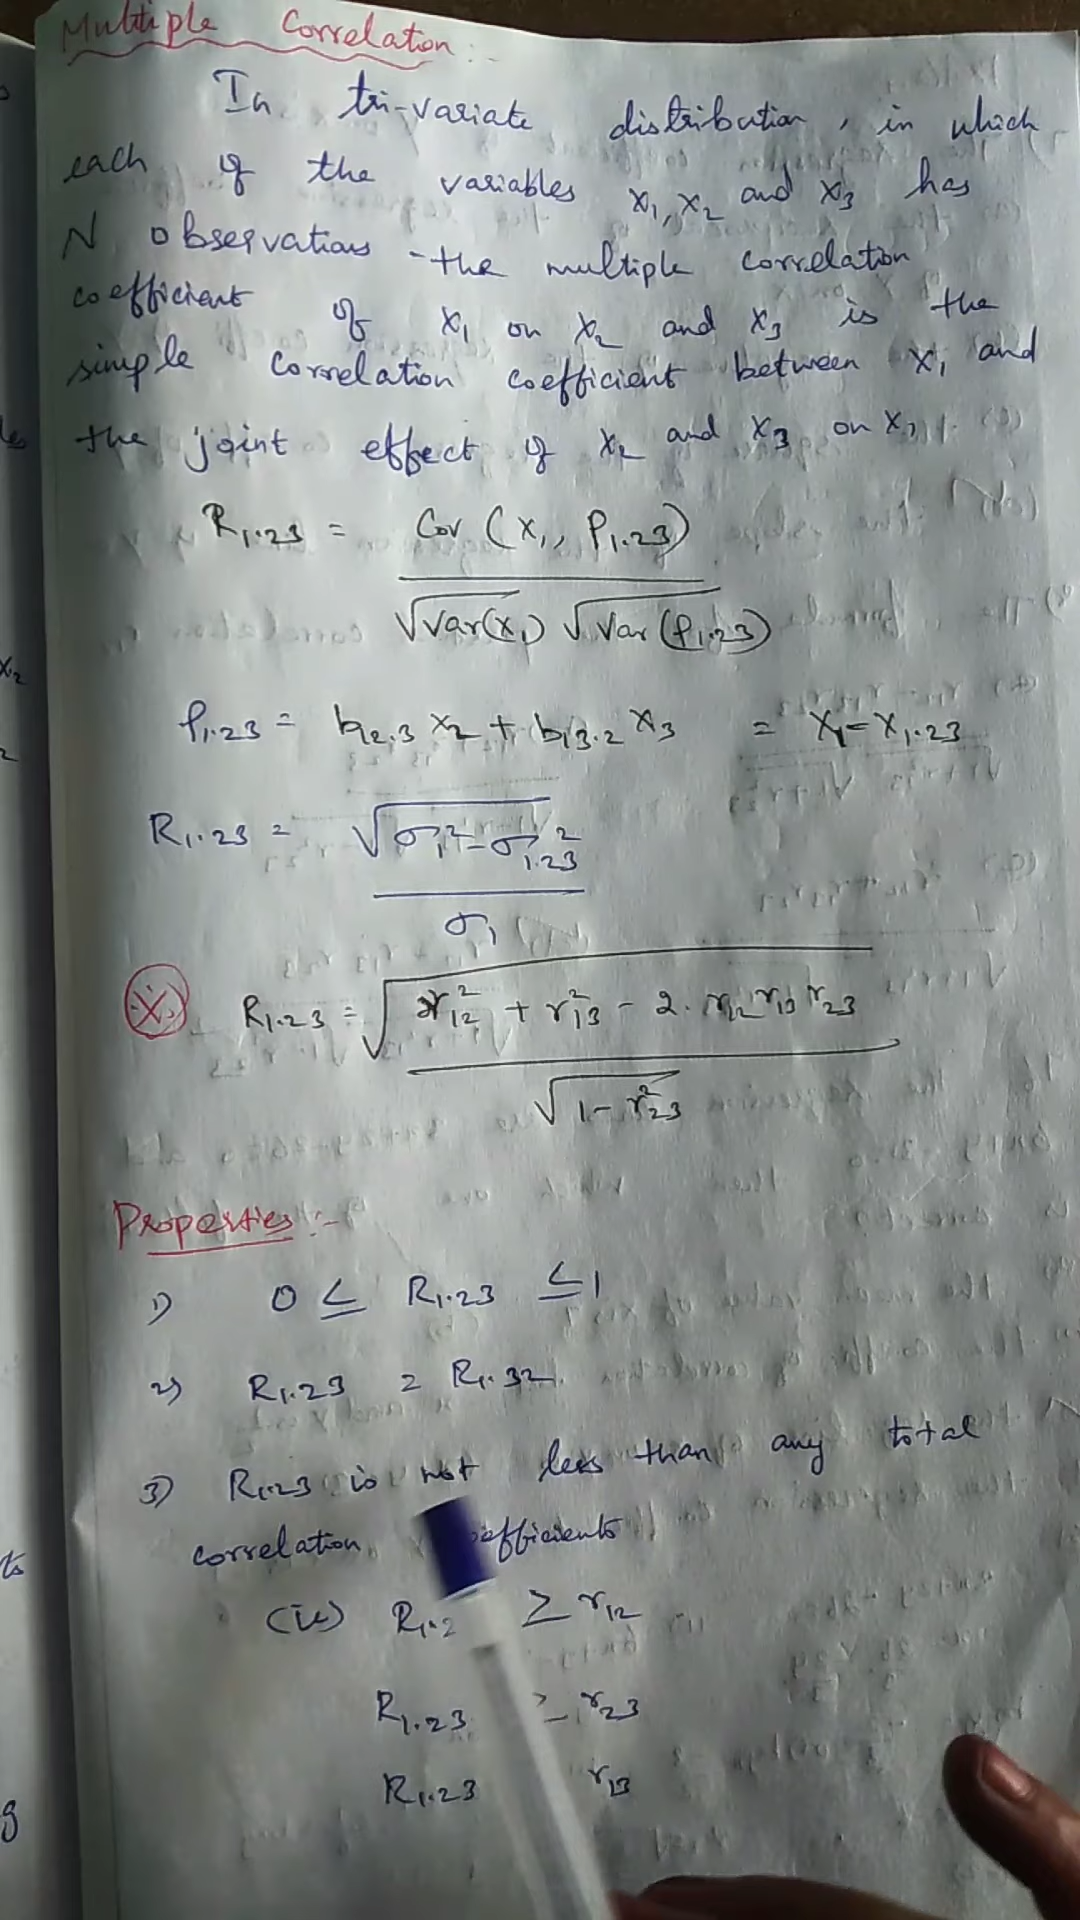 Multiple Correlation :-
In tri-variate distribution, in which
each of the variables x₁, x₂ and x₃ has
N observations - the multiple correlation
coefficient of x₁ on x₂ and x₃ is the
simple correlation coefficient between x₁ and
the joint effect of x₂ and x₃ on x₁.
R₁.₂₃ = Cov (x₁, P₁.₂₃) / √Var(x₁) √Var(P₁.₂₃)
P₁.₂₃ = b₁₂.₃ x₂ + b₁₃.₂ x₃ = x₁ - x₁.₂₃
R₁.₂₃ = √σ₁² - σ₁.₂₃² / σ₁
R₁.₂₃ = √r₁₂² + r₁₃² - 2. r₁₂ r₁₃ r₂₃ / √1 - r₂₃²
Properties :-
1) 0 ≤ R₁.₂₃ ≤ 1
2) R₁.₂₃ = R₁.₃₂
3) R₁.₂₃ is not less than any total
correlation efficients
(ie) R₁.₂ ≥ r₁₂
R₁.₂₃ ≥ r₂₃
R₁.₂₃ r₁₃